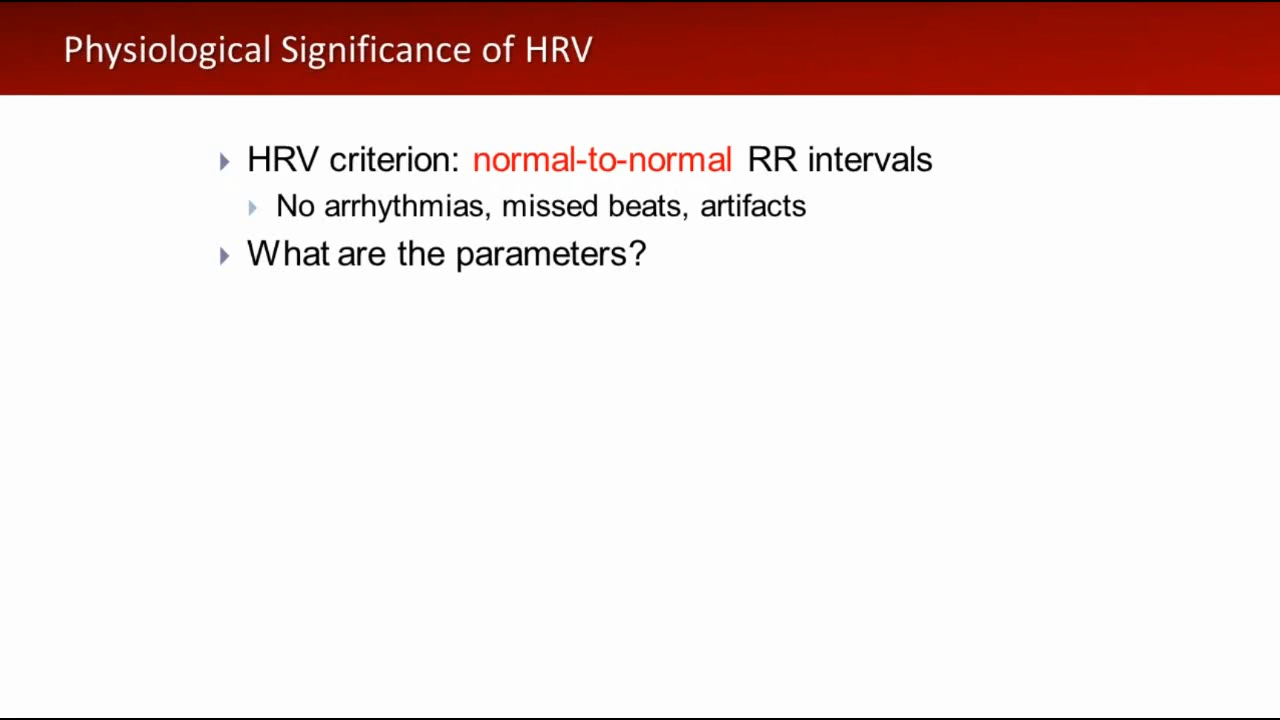 Physiological Significance of HRV
HRV criterion: normal-to-normal RR intervals
No arrhythmias, missed beats, artifacts
What are the parameters?